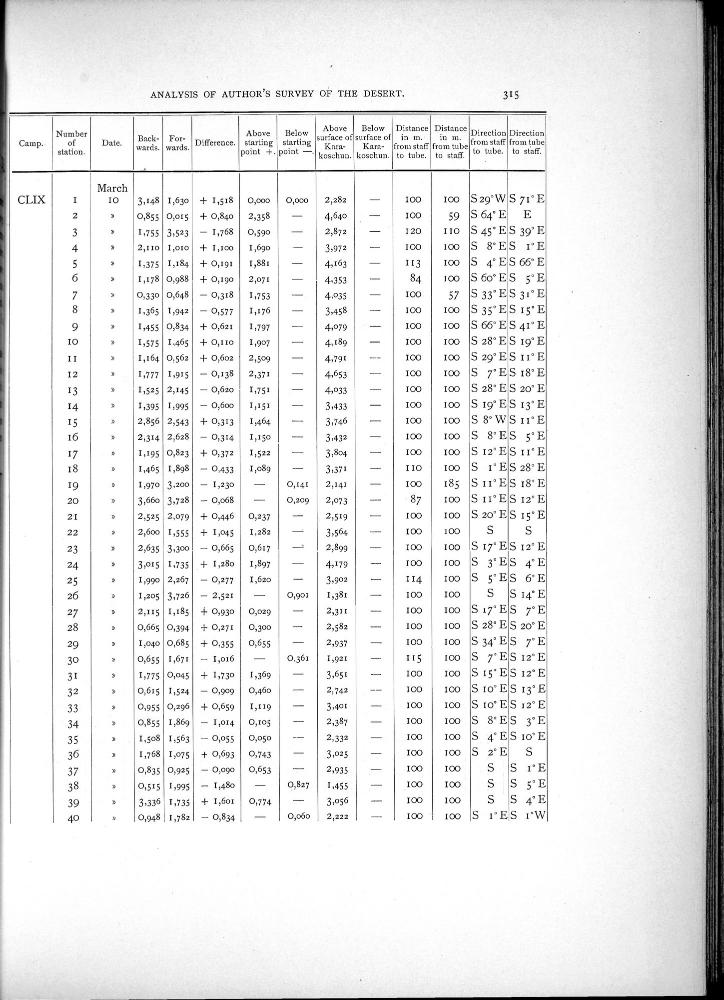 ANALYSIS OF AUTHOR'S SURVEY OF THE DESERT. 315
Camp. Number of station. Date. Back-wards. For-wards. Difference. Above starting point +. Below starting point —. Above surface of Kara-koschun. Below surface of Kara-koschun. Distance in m. from staff to tube. Distance in m. from tube to staff. Direction from staff to tube. Direction from tube to staff.
March
CLIX 1 10 3,148 1,630 + 1,518 0,000 0,000 2,282 — 100 100 S 29° W S 71° E
2 » 0,855 0,015 + 0,840 2,358 — 4,640 — 100 59 S 64° E E
3 » 1,755 3,523 − 1,768 0,590 — 2,872 — 120 110 S 45° E S 39° E
4 » 2,110 1,010 + 1,100 1,690 — 3,972 — 100 100 S 8° E S 1° E
5 » 1,375 1,184 + 0,191 1,881 — 4,163 — 113 100 S 4° E S 66° E
6 » 1,178 0,988 + 0,190 2,071 — 4,353 — 84 100 S 60° E S 5° E
7 » 0,330 0,648 − 0,318 1,753 — 4,035 — 100 57 S 33° E S 31° E
8 » 1,365 1,942 − 0,577 1,176 — 3,458 — 100 100 S 35° E S 15° E
9 » 1,455 0,834 + 0,621 1,797 — 4,079 — 100 100 S 66° E S 41° E
10 » 1,575 1,465 + 0,110 1,907 — 4,189 — 100 100 S 28° E S 19° E
11 » 1,164 0,562 + 0,602 2,509 — 4,791 — 100 100 S 29° E S 11° E
12 » 1,777 1,915 − 0,138 2,371 — 4,653 — 100 100 S 7° E S 18° E
13 » 1,525 2,145 − 0,620 1,751 — 4,033 — 100 100 S 28° E S 20° E
14 » 1,395 1,995 − 0,600 1,151 — 3,433 — 100 100 S 19° E S 13° E
15 » 2,856 2,543 + 0,313 1,464 — 3,746 — 100 100 S 8° W S 11° E
16 » 2,314 2,628 − 0,314 1,150 — 3,432 — 100 100 S 8° E S 5° E
17 » 1,195 0,823 + 0,372 1,522 — 3,804 — 100 100 S 12° E S 11° E
18 » 1,465 1,898 − 0,433 1,089 — 3,371 — 110 100 S 1° E S 28° E
19 » 1,970 3,200 − 1,230 — 0,141 2,141 — 100 185 S 11° E S 18° E
20 » 3,660 3,728 − 0,068 — 0,209 2,073 — 87 100 S 11° E S 12° E
21 » 2,525 2,079 + 0,446 0,237 — 2,519 — 100 100 S 20° E S 15° E
22 » 2,600 1,555 + 1,045 1,282 — 3,564 — 100 100 S S
23 » 2,635 3,300 − 0,665 0,617 — 2,899 — 100 100 S 17° E S 12° E
24 » 3,015 1,735 + 1,280 1,897 — 4,179 — 100 100 S 3° E S 4° E
25 » 1,990 2,267 − 0,277 1,620 — 3,902 — 114 100 S 5° E S 6° E
26 » 1,205 3,726 − 2,521 — 0,901 1,381 — 100 100 S S 14° E
27 » 2,115 1,185 + 0,930 0,029 — 2,311 — 100 100 S 17° E S 7° E
28 » 0,665 0,394 + 0,271 0,300 — 2,582 — 100 100 S 28° E S 20° E
29 » 1,040 0,685 + 0,355 0,655 — 2,937 — 100 100 S 34° E S 7° E
30 » 0,655 1,671 − 1,016 — 0,361 1,921 — 115 100 S 7° E S 12° E
31 » 1,775 0,045 + 1,730 1,369 — 3,651 — 100 100 S 15° E S 12° E
32 » 0,615 1,524 − 0,909 0,460 — 2,742 — 100 100 S 10° E S 13° E
33 » 0,955 0,296 + 0,659 1,119 — 3,401 — 100 100 S 10° E S 12° E
34 » 0,855 1,869 − 1,014 0,105 — 2,387 — 100 100 S 8° E S 3° E
35 » 1,508 1,563 − 0,055 0,050 — 2,332 — 100 100 S 4° E S 10° E
36 » 1,768 1,075 + 0,693 0,743 — 3,025 — 100 100 S 2° E S
37 » 0,835 0,925 − 0,090 0,653 — 2,935 — 100 100 S S 1° E
38 » 0,515 1,995 − 1,480 — 0,827 1,455 — 100 100 S S 5° E
39 » 3,336 1,735 + 1,601 0,774 — 3,056 — 100 100 S S 4° E
40 » 0,948 1,782 − 0,834 — 0,060 2,222 — 100 100 S 1° E S 1° W